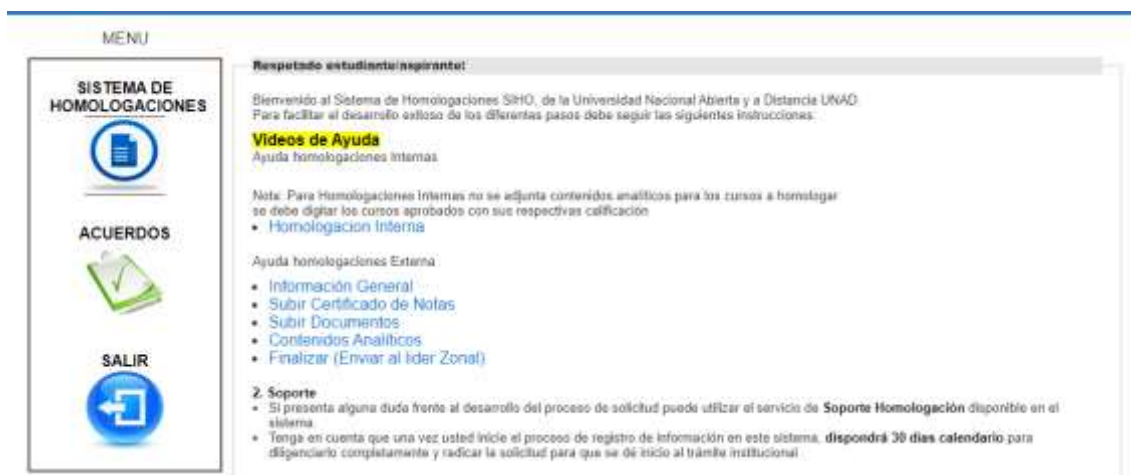 MENU
SISTEMA DE
HOMOLOGACIONES
ACUERDOS
SALIR
Respetado estudiante/aspirante!
Bienvenido al Sistema de Homologaciones SIHO, de la Universidad Nacional Abierta y a Distancia UNAD
Para facilitar el desarrollo exitoso de los diferentes pasos debe seguir las siguientes instrucciones:
Videos de Ayuda
Ayuda homologaciones Internas
Nota: Para Homologaciones Internas no se adjunta contenidos analíticos para los cursos a homologar
se debe digitar los cursos aprobados con sus respectivas calificación
• Homologacion Interna
Ayuda homologaciones Externa
• Información General
• Subir Certificado de Notas
• Subir Documentos
• Contenidos Analíticos
• Finalizar (Enviar al lider Zonal)
2. Soporte
• Si presenta alguna duda frente al desarrollo del proceso de solicitud puede utilizar el servicio de Soporte Homologación disponible en el
sistema.
• Tenga en cuenta que una vez usted inicie el proceso de registro de información en este sistema, dispondrá 30 dias calendario para
diligenciarlo completamente y radicar la solicitud para que se dé inicio al trámite institucional